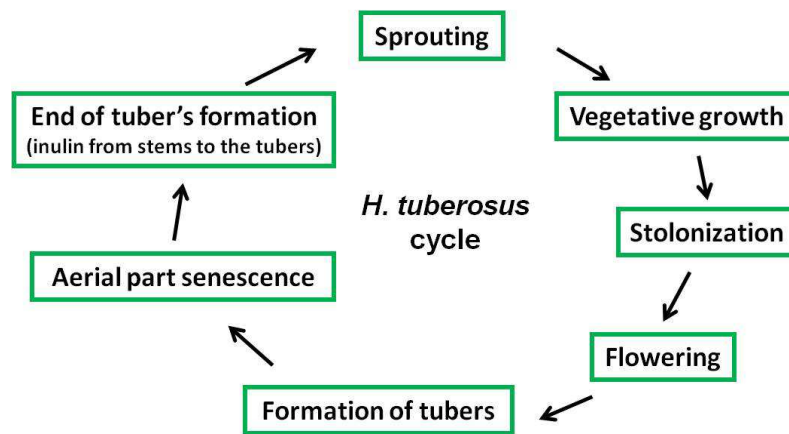 Sprouting
Vegetative growth
Stolonization
Flowering
Formation of tubers
Aerial part senescence
End of tuber's formation
(inulin from stems to the tubers)
H. tuberosus
cycle